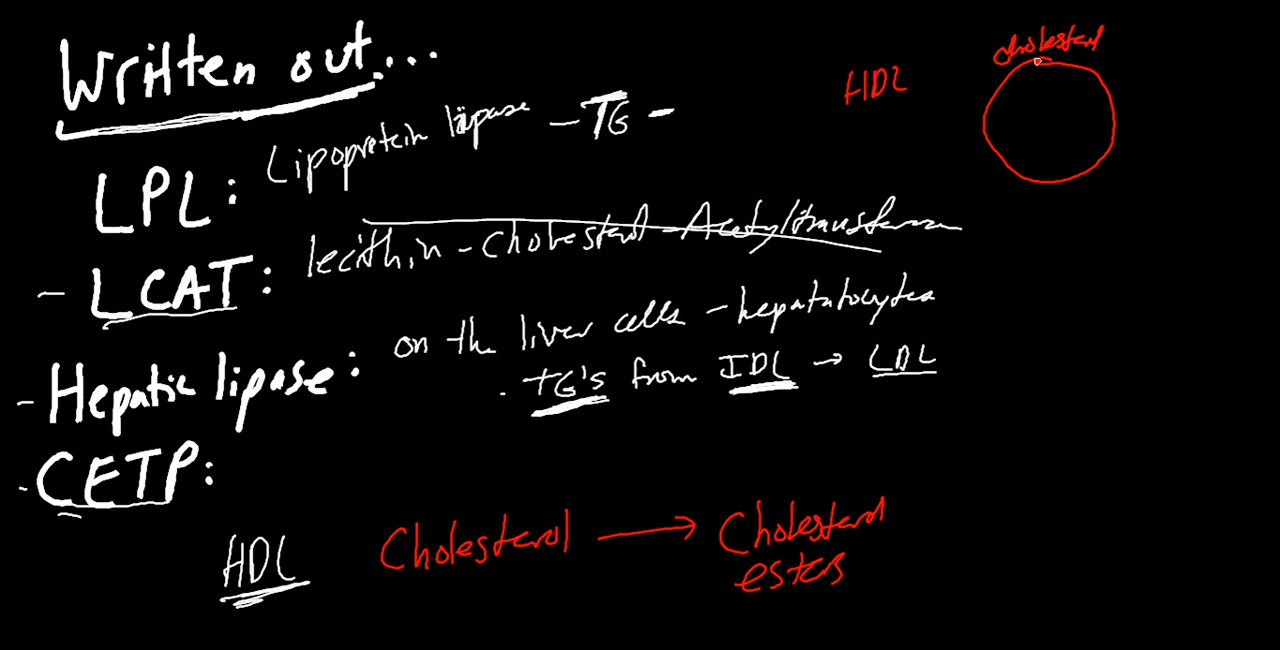 Written out...
HDL
Cholesterol
LPL: Lipoprotein lipase - TG -
- LCAT: lecithin - Cholesterol - Acetyltransferase
- Hepatic lipase: on the liver cells - hepatatocytes
. TG's from IDL → LDL
- CETP:
HDL
Cholesterol → Cholesterol
esters